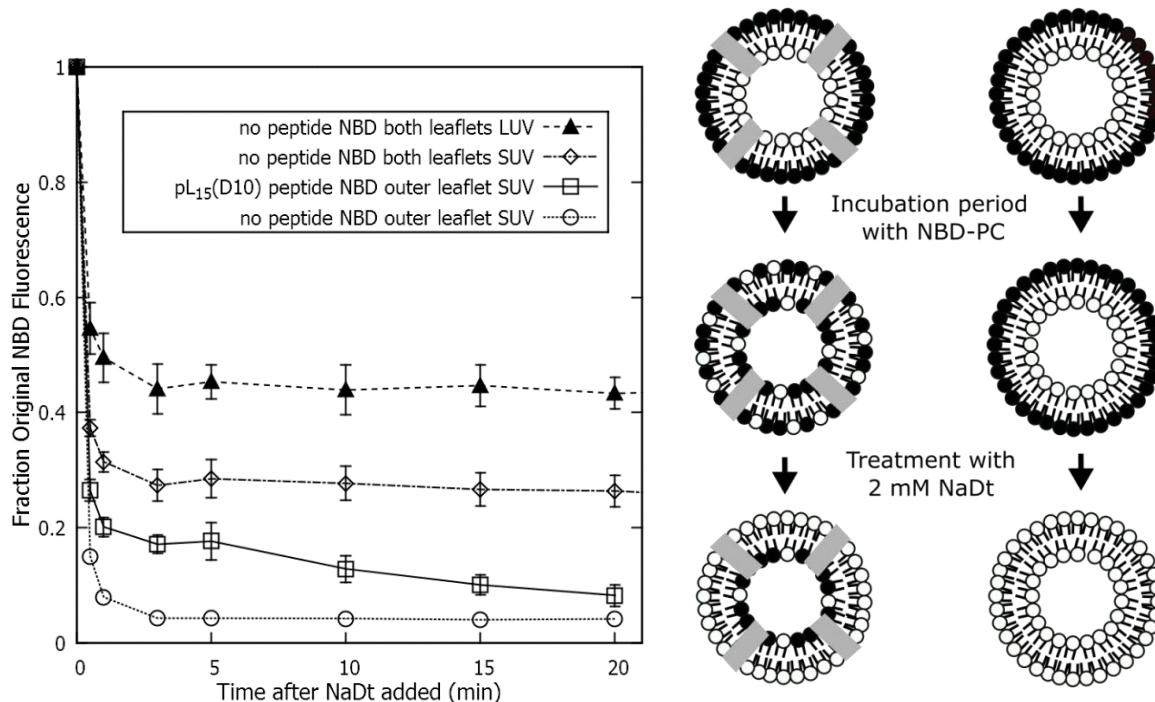 Fraction Original NBD Fluorescence
1
0.8
0.6
0.4
0.2
0
0
5
10
15
20
Time after NaDt added (min)
no peptide NBD both leaflets LUV
no peptide NBD both leaflets SUV
pL₁₅(D10) peptide NBD outer leaflet SUV
no peptide NBD outer leaflet SUV
Incubation period
with NBD-PC
Treatment with
2 mM NaDt